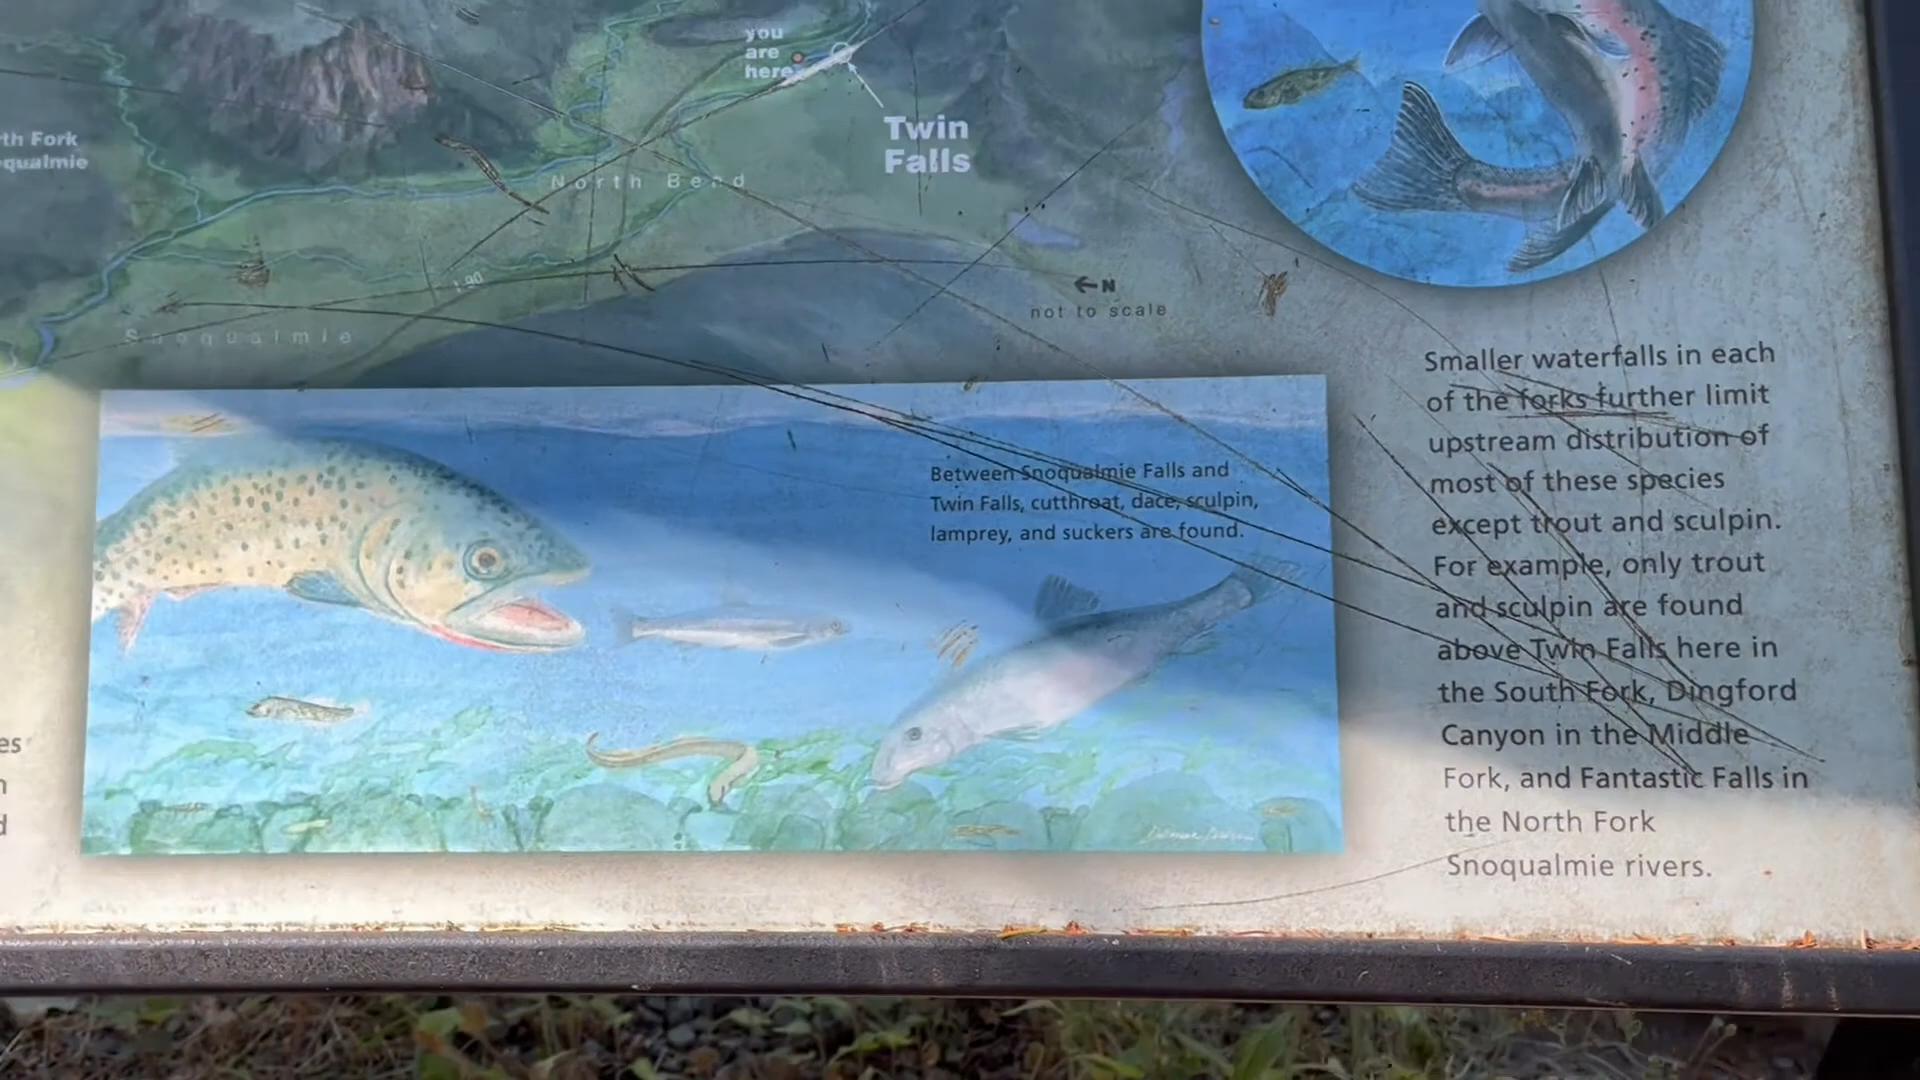 you
are
here
Twin
Falls
th Fork
qualmie
North Bend
I-90
N
not to scale
Snoqualmie
Between Snoqualmie Falls and
Twin Falls, cutthroat, dace, sculpin,
lamprey, and suckers are found.
Smaller waterfalls in each
of the forks further limit
upstream distribution of
most of these species
except trout and sculpin.
For example, only trout
and sculpin are found
above Twin Falls here in
the South Fork, Dingford
Canyon in the Middle
Fork, and Fantastic Falls in
the North Fork
Snoqualmie rivers.
es
n
d